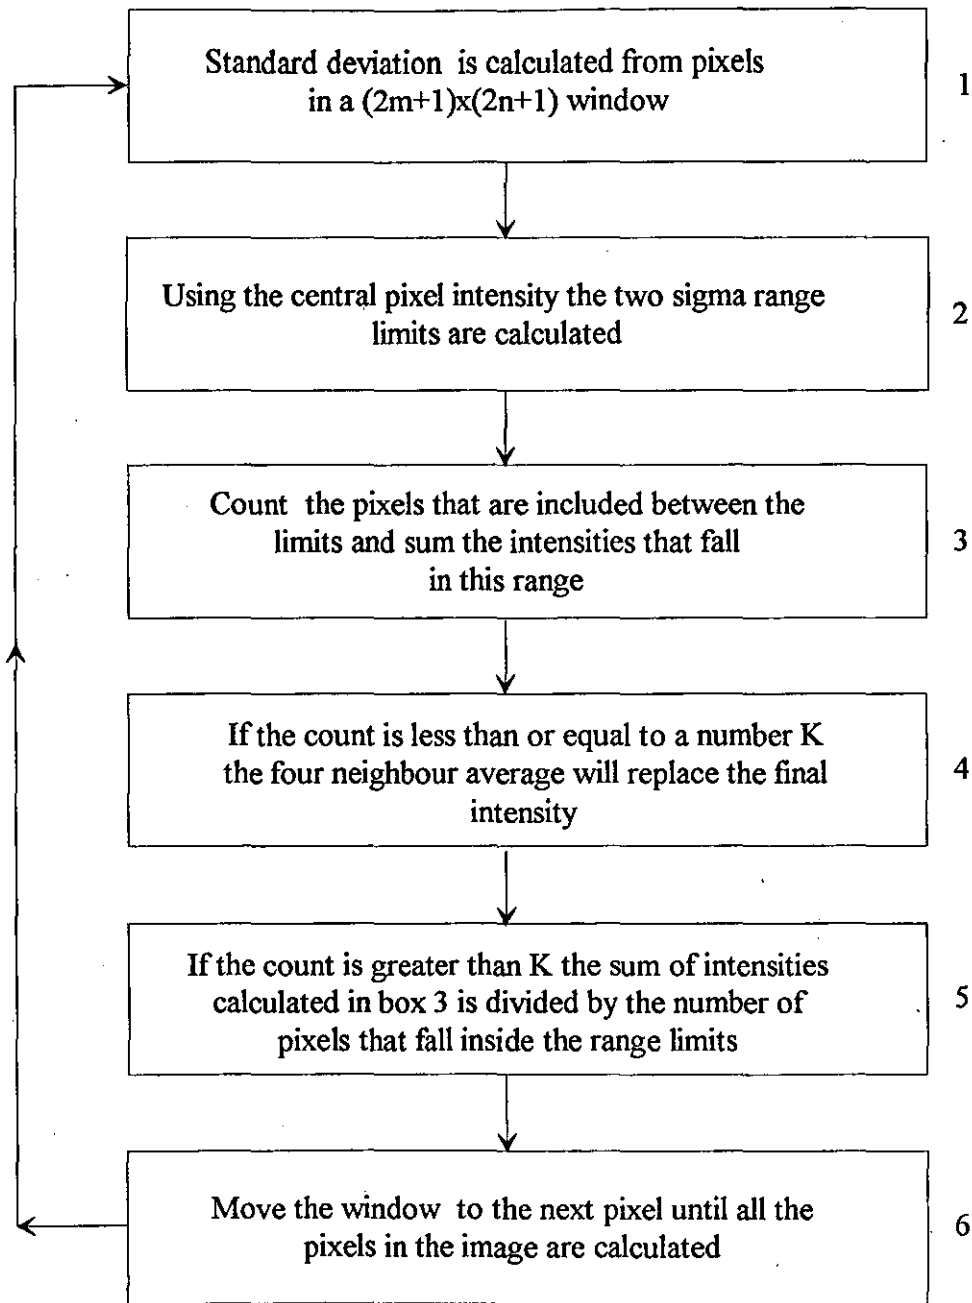 Standard deviation is calculated from pixels
in a (2m+1)x(2n+1) window
1
Using the central pixel intensity the two sigma range
limits are calculated
2
Count the pixels that are included between the
limits and sum the intensities that fall
in this range
3
If the count is less than or equal to a number K
the four neighbour average will replace the final
intensity
4
If the count is greater than K the sum of intensities
calculated in box 3 is divided by the number of
pixels that fall inside the range limits
5
Move the window to the next pixel until all the
pixels in the image are calculated
6